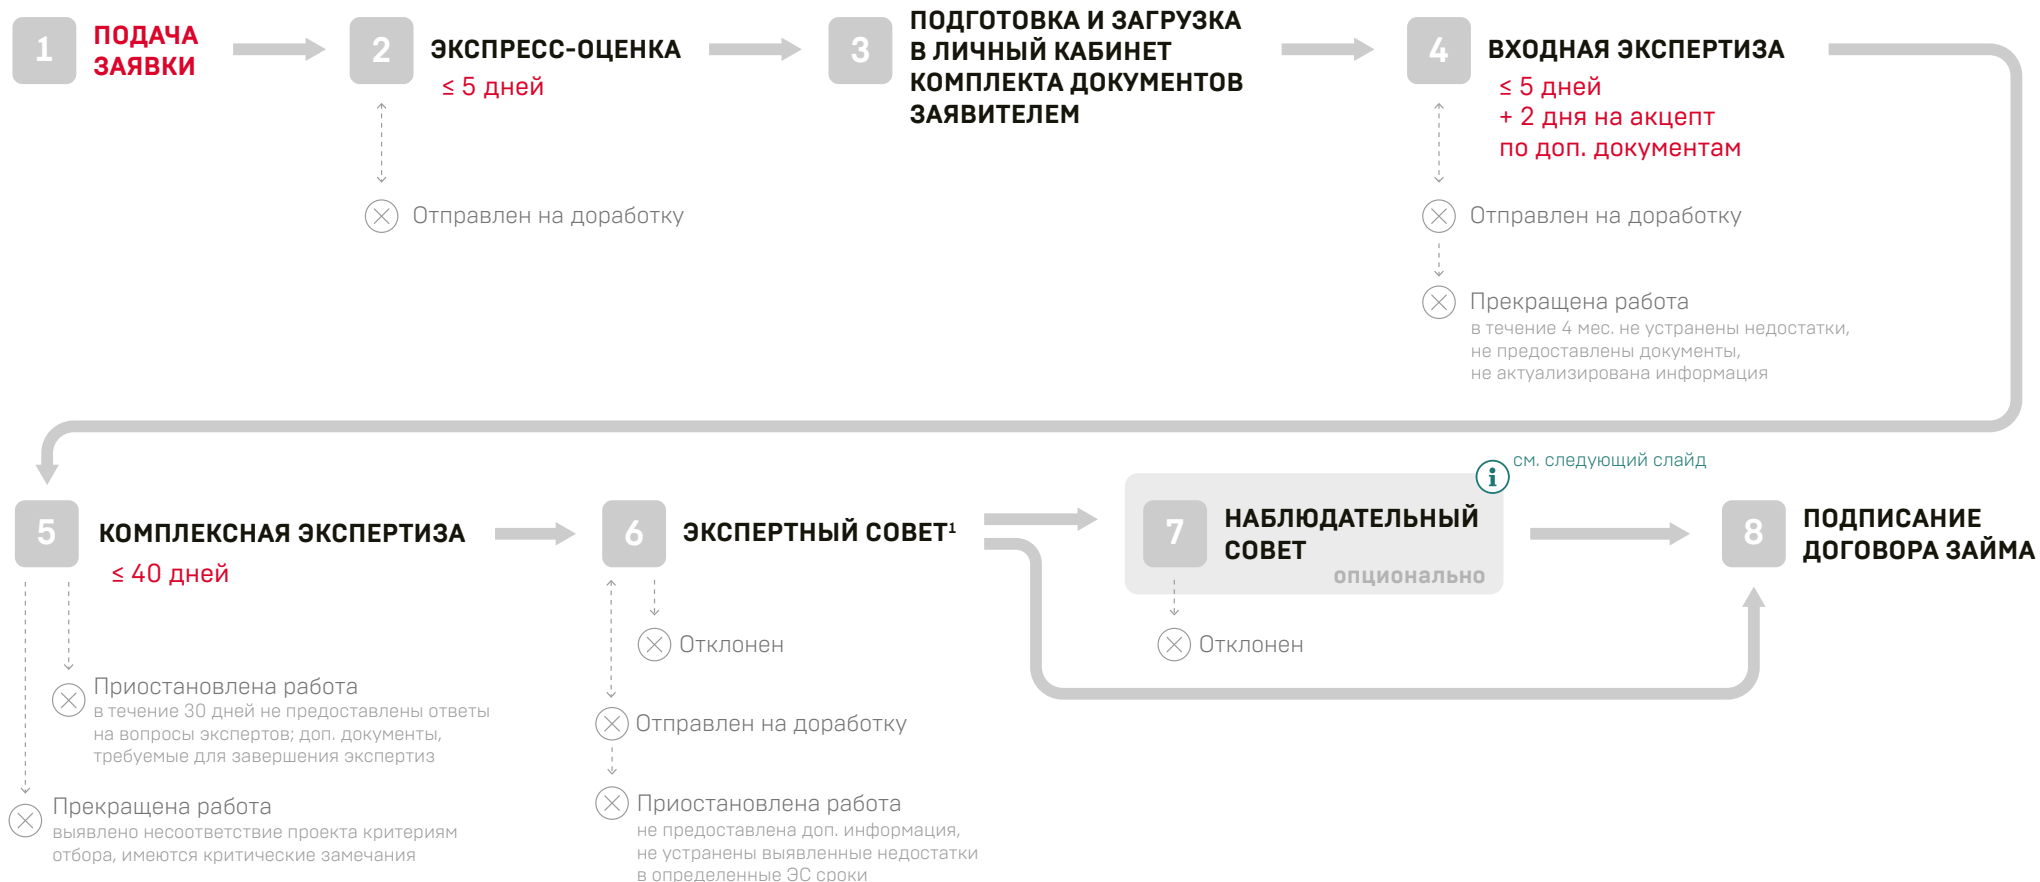 1
ПОДАЧА
ЗАЯВКИ
2
ЭКСПРЕСС-ОЦЕНКА
≤ 5 дней
Отправлен на доработку
3
ПОДГОТОВКА И ЗАГРУЗКА
В ЛИЧНЫЙ КАБИНЕТ
КОМПЛЕКТА ДОКУМЕНТОВ
ЗАЯВИТЕЛЕМ
4
ВХОДНАЯ ЭКСПЕРТИЗА
≤ 5 дней
+ 2 дня на акцепт
по доп. документам
Отправлен на доработку
Прекращена работа
в течение 4 мес. не устранены недостатки,
не предоставлены документы,
не актуализирована информация
5
КОМПЛЕКСНАЯ ЭКСПЕРТИЗА
≤ 40 дней
Приостановлена работа
в течение 30 дней не предоставлены ответы
на вопросы экспертов; доп. документы,
требуемые для завершения экспертиз
Прекращена работа
выявлено несоответствие проекта критериям
отбора, имеются критические замечания
6
ЭКСПЕРТНЫЙ СОВЕТ¹
Отклонен
Отправлен на доработку
Приостановлена работа
не предоставлена доп. информация,
не устранены выявленные недостатки
в определенные ЭС сроки
i
см. следующий слайд
7
НАБЛЮДАТЕЛЬНЫЙ
СОВЕТ
опционально
Отклонен
8
ПОДПИСАНИЕ
ДОГОВОРА ЗАЙМА